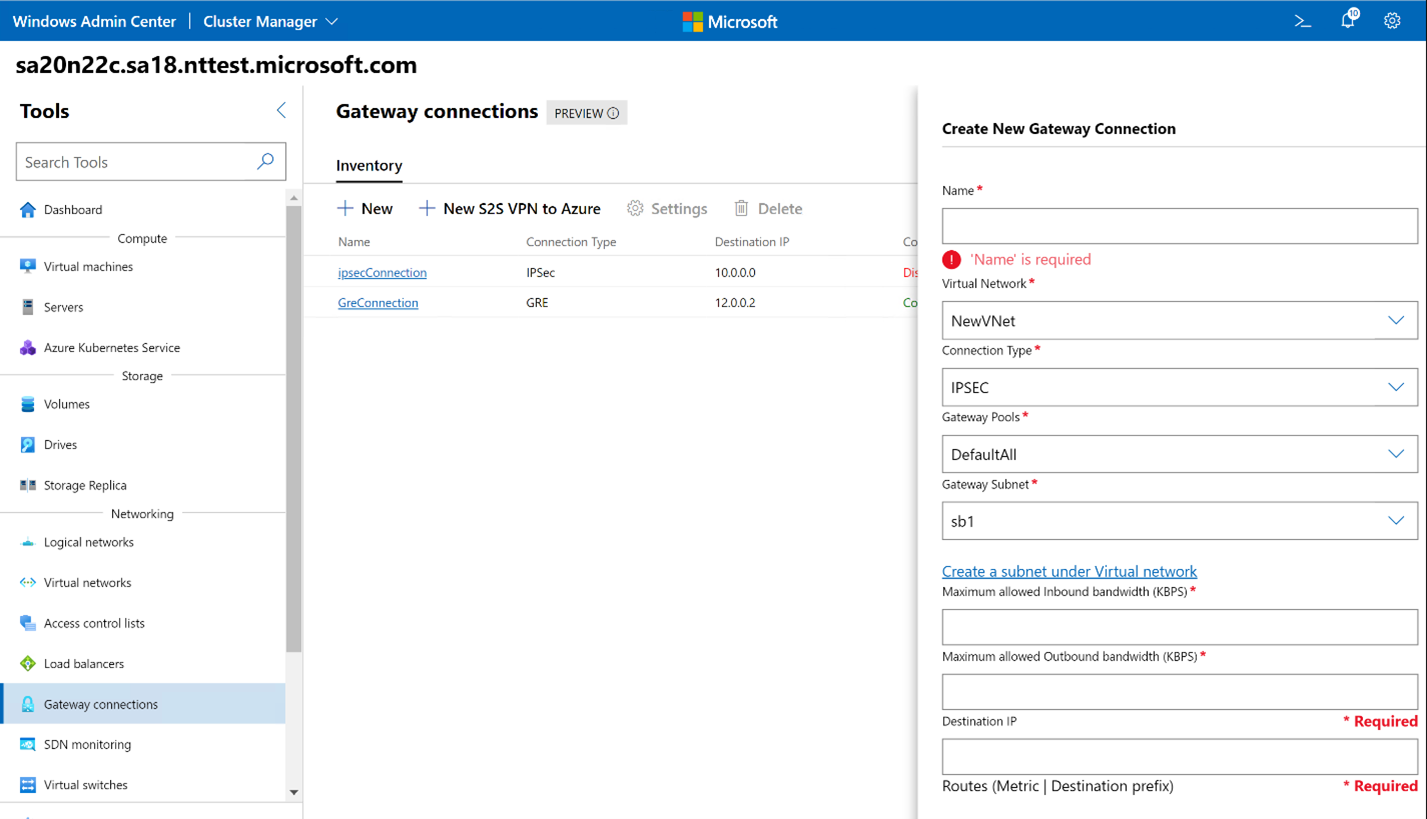 Windows Admin Center | Cluster Manager
Microsoft
10
sa20n22c.sa18.nttest.microsoft.com
Tools
Search Tools
Dashboard
Compute
Virtual machines
Servers
Azure Kubernetes Service
Storage
Volumes
Drives
Storage Replica
Networking
Logical networks
Virtual networks
Access control lists
Load balancers
Gateway connections
SDN monitoring
Virtual switches
Gateway connections PREVIEW
Inventory
New New S2S VPN to Azure Settings Delete
Name Connection Type Destination IP Co
ipsecConnection IPSec 10.0.0.0 Dis
GreConnection GRE 12.0.0.2 Co
Create New Gateway Connection
Name *
'Name' is required
Virtual Network *
NewVNet
Connection Type *
IPSEC
Gateway Pools *
DefaultAll
Gateway Subnet *
sb1
Create a subnet under Virtual network
Maximum allowed Inbound bandwidth (KBPS) *
Maximum allowed Outbound bandwidth (KBPS) *
Destination IP * Required
Routes (Metric | Destination prefix) * Required